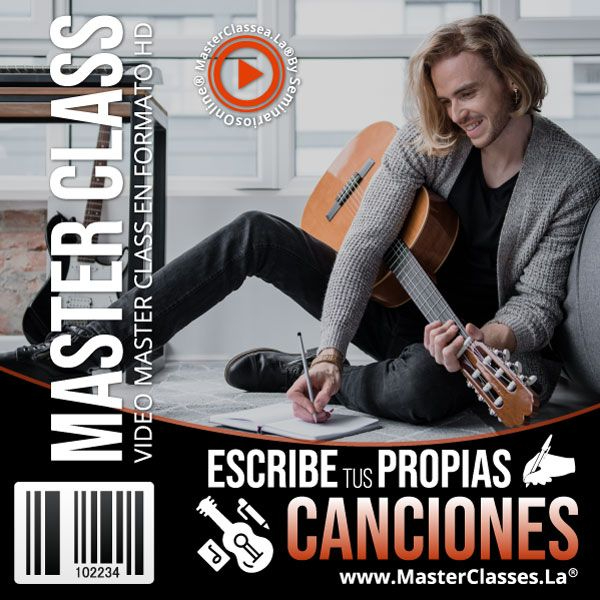 MASTER CLASS
VIDEO MASTER CLASS EN FORMATO HD
MasterClassea.La®By SeminariosOnline®
ESCRIBE TUS PROPIAS
CANCIONES
102234
www.MasterClasses.La®